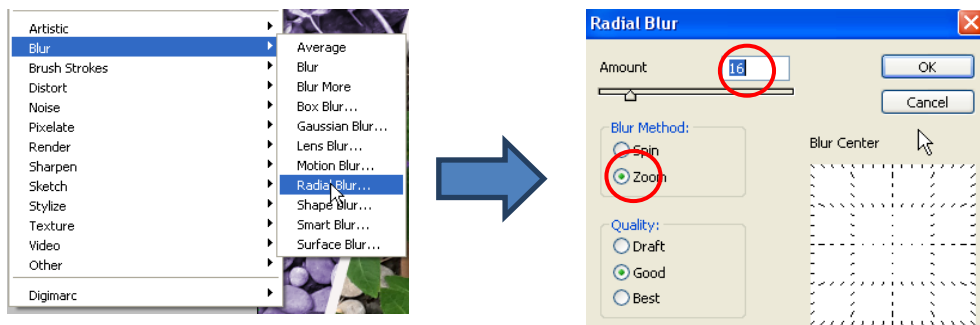 Artistic
Blur
Brush Strokes
Distort
Noise
Pixelate
Render
Sharpen
Sketch
Stylize
Texture
Video
Other
Digimarc
Average
Blur
Blur More
Box Blur...
Gaussian Blur...
Lens Blur...
Motion Blur...
Radial Blur...
Shape Blur...
Smart Blur...
Surface Blur...
Radial Blur
Amount 16
OK
Cancel
Blur Method:
Spin
Zoom
Blur Center
Quality:
Draft
Good
Best